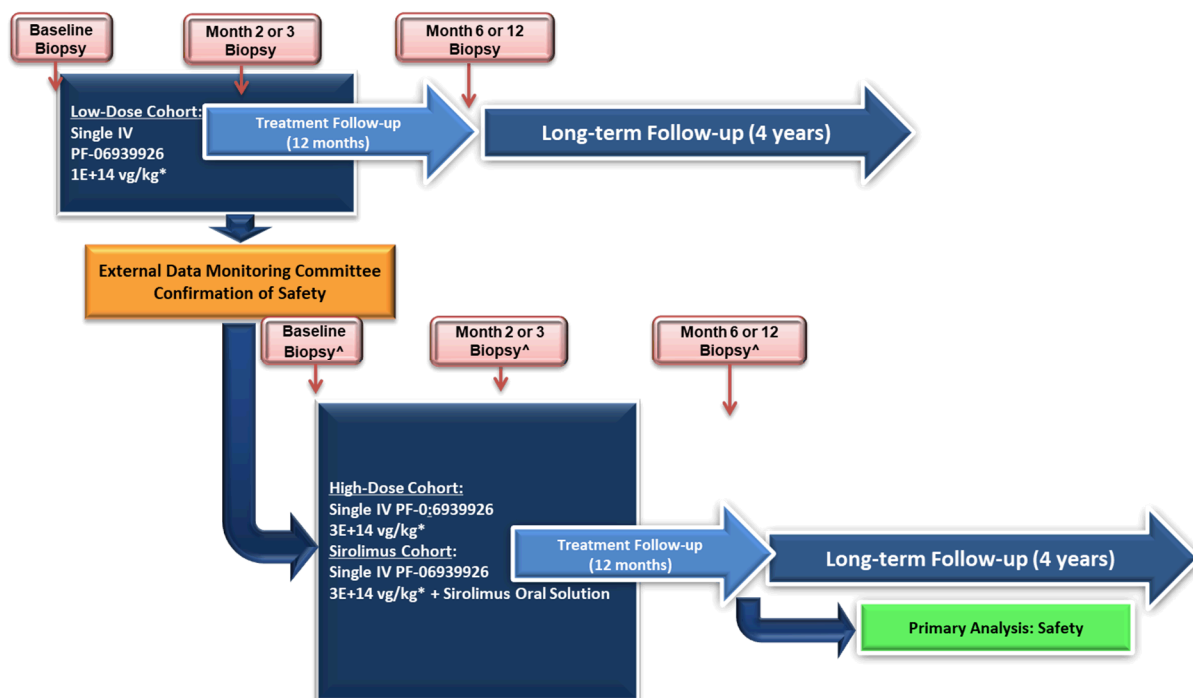 Baseline
Biopsy
Month 2 or 3
Biopsy
Month 6 or 12
Biopsy
Low-Dose Cohort:
Single IV
PF-06939926
1E+14 vg/kg*
Treatment Follow-up
(12 months)
Long-term Follow-up (4 years)
External Data Monitoring Committee
Confirmation of Safety
Baseline
Biopsy^
Month 2 or 3
Biopsy^
Month 6 or 12
Biopsy^
High-Dose Cohort:
Single IV PF-0:6939926
3E+14 vg/kg*
Sirolimus Cohort:
Single IV PF-06939926
3E+14 vg/kg* + Sirolimus Oral Solution
Treatment Follow-up
(12 months)
Long-term Follow-up (4 years)
Primary Analysis: Safety